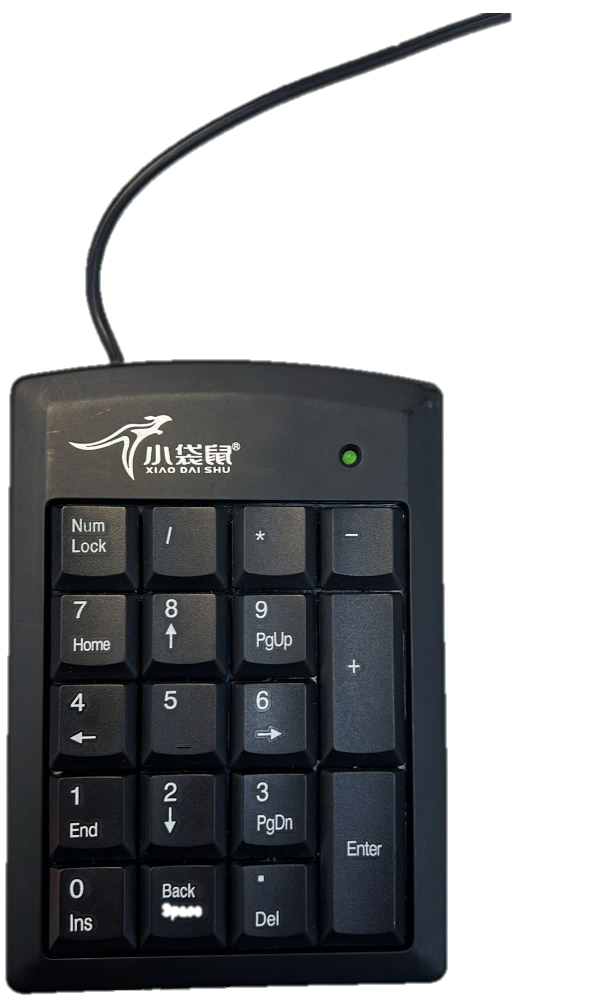 小袋鼠®
XIAO DAI SHU
Num
Lock
/
*
−
7
Home
8
↑
9
PgUp
+
4
←
5
6
→
1
End
2
↓
3
PgDn
Enter
0
Ins
Back
.
Del